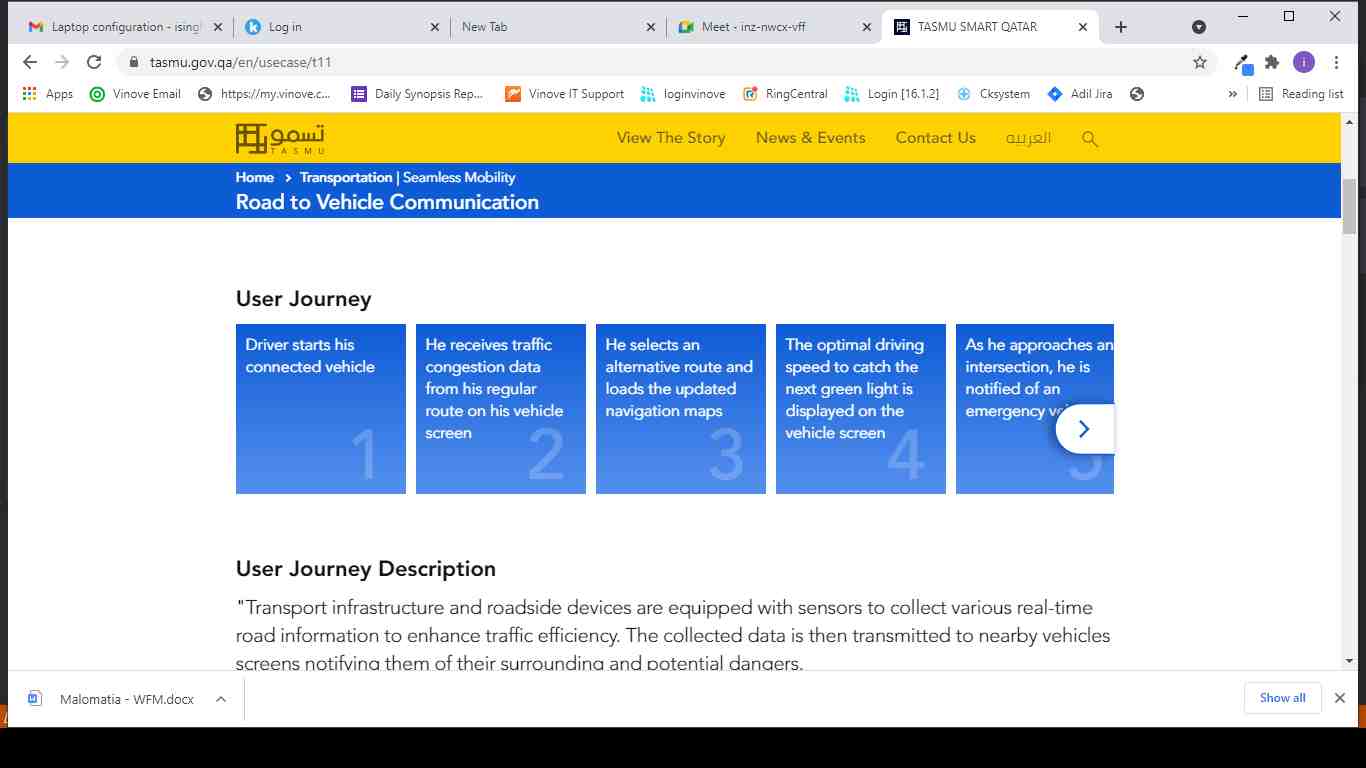 Laptop configuration - ising
Log in
New Tab
Meet - inz-nwcx-vff
TASMU SMART QATAR
tasmu.gov.qa/en/usecase/t11
i
Apps
Vinove Email
https://my.vinove.c...
Daily Synopsis Rep...
Vinove IT Support
loginvinove
RingCentral
Login [16.1.2]
Cksystem
Adil Jira
»
Reading list
تسمو
TASMU
View The Story
News & Events
Contact Us
العربية
Home > Transportation | Seamless Mobility
Road to Vehicle Communication
User Journey
Driver starts his
connected vehicle
1
He receives traffic
congestion data
from his regular
route on his vehicle
screen
2
He selects an
alternative route and
loads the updated
navigation maps
3
The optimal driving
speed to catch the
next green light is
displayed on the
vehicle screen
4
As he approaches an
intersection, he is
notified of an
emergency
5
User Journey Description
"Transport infrastructure and roadside devices are equipped with sensors to collect various real-time
road information to enhance traffic efficiency. The collected data is then transmitted to nearby vehicles
screens notifying them of their surrounding and potential dangers.
Malomatia - WFM.docx
Show all